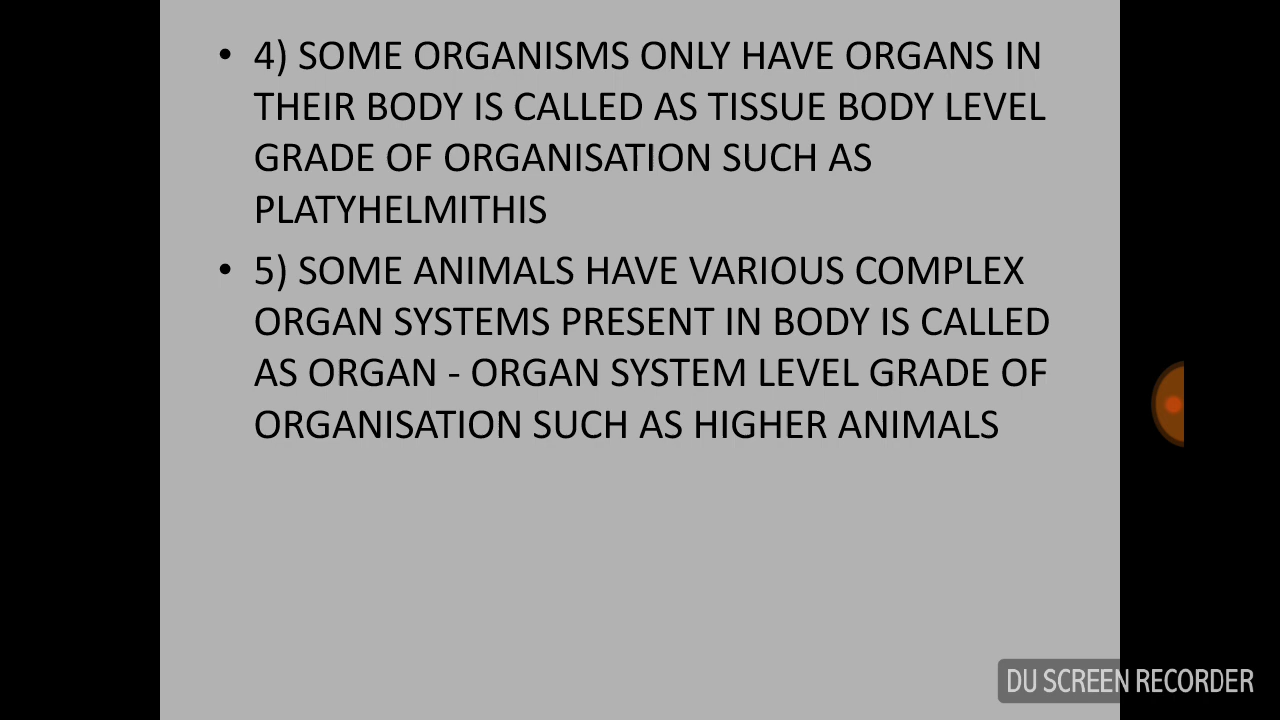 • 4) SOME ORGANISMS ONLY HAVE ORGANS IN
THEIR BODY IS CALLED AS TISSUE BODY LEVEL
GRADE OF ORGANISATION SUCH AS
PLATYHELMITHIS
• 5) SOME ANIMALS HAVE VARIOUS COMPLEX
ORGAN SYSTEMS PRESENT IN BODY IS CALLED
AS ORGAN - ORGAN SYSTEM LEVEL GRADE OF
ORGANISATION SUCH AS HIGHER ANIMALS
DU SCREEN RECORDER